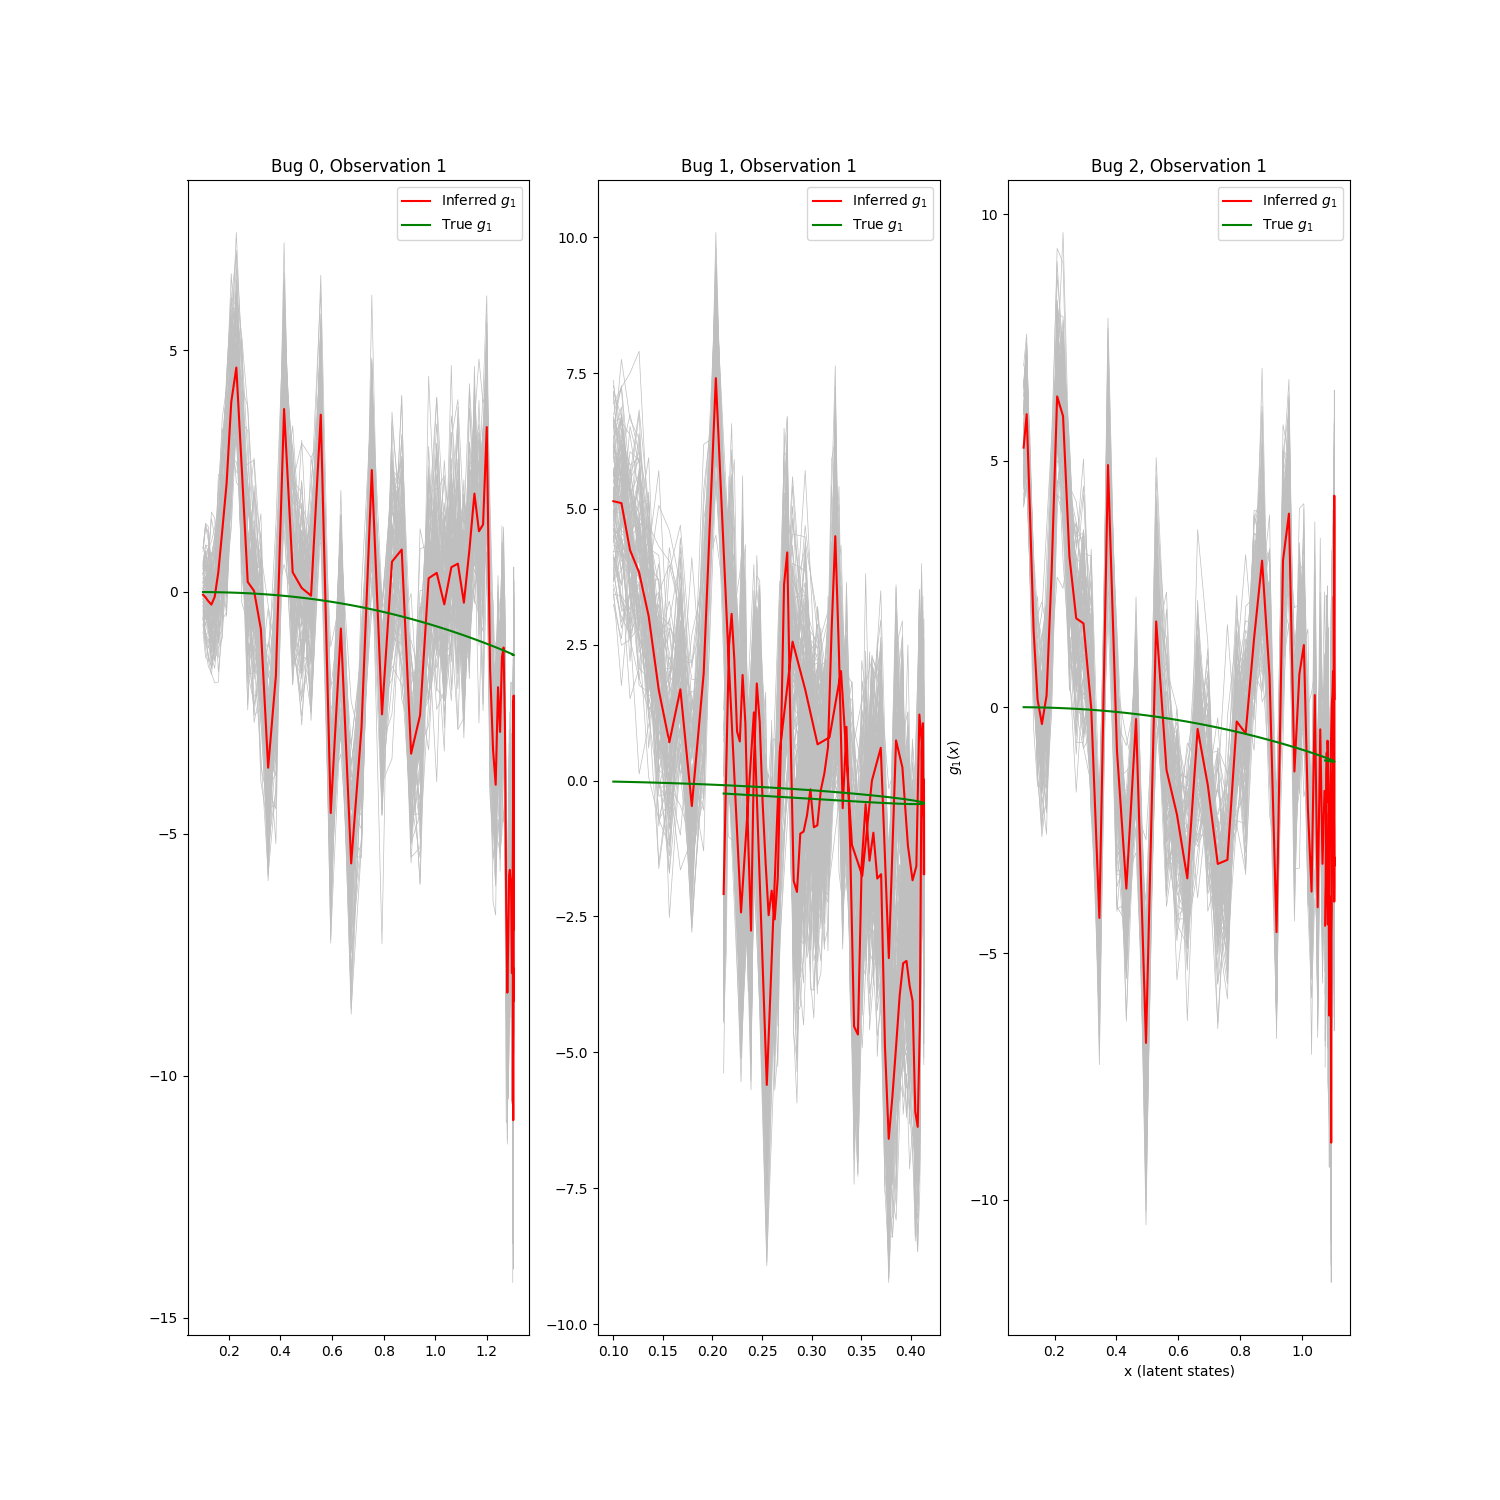 Bug 0, Observation 1
Inferred g₁
True g₁
5
0
−5
−10
−15
0.2 0.4 0.6 0.8 1.0 1.2
Bug 1, Observation 1
Inferred g₁
True g₁
10.0
7.5
5.0
2.5
0.0
−2.5
−5.0
−7.5
−10.0
0.10 0.15 0.20 0.25 0.30 0.35 0.40
Bug 2, Observation 1
Inferred g₁
True g₁
g₁(x)
10
5
0
−5
−10
0.2 0.4 0.6 0.8 1.0
x (latent states)